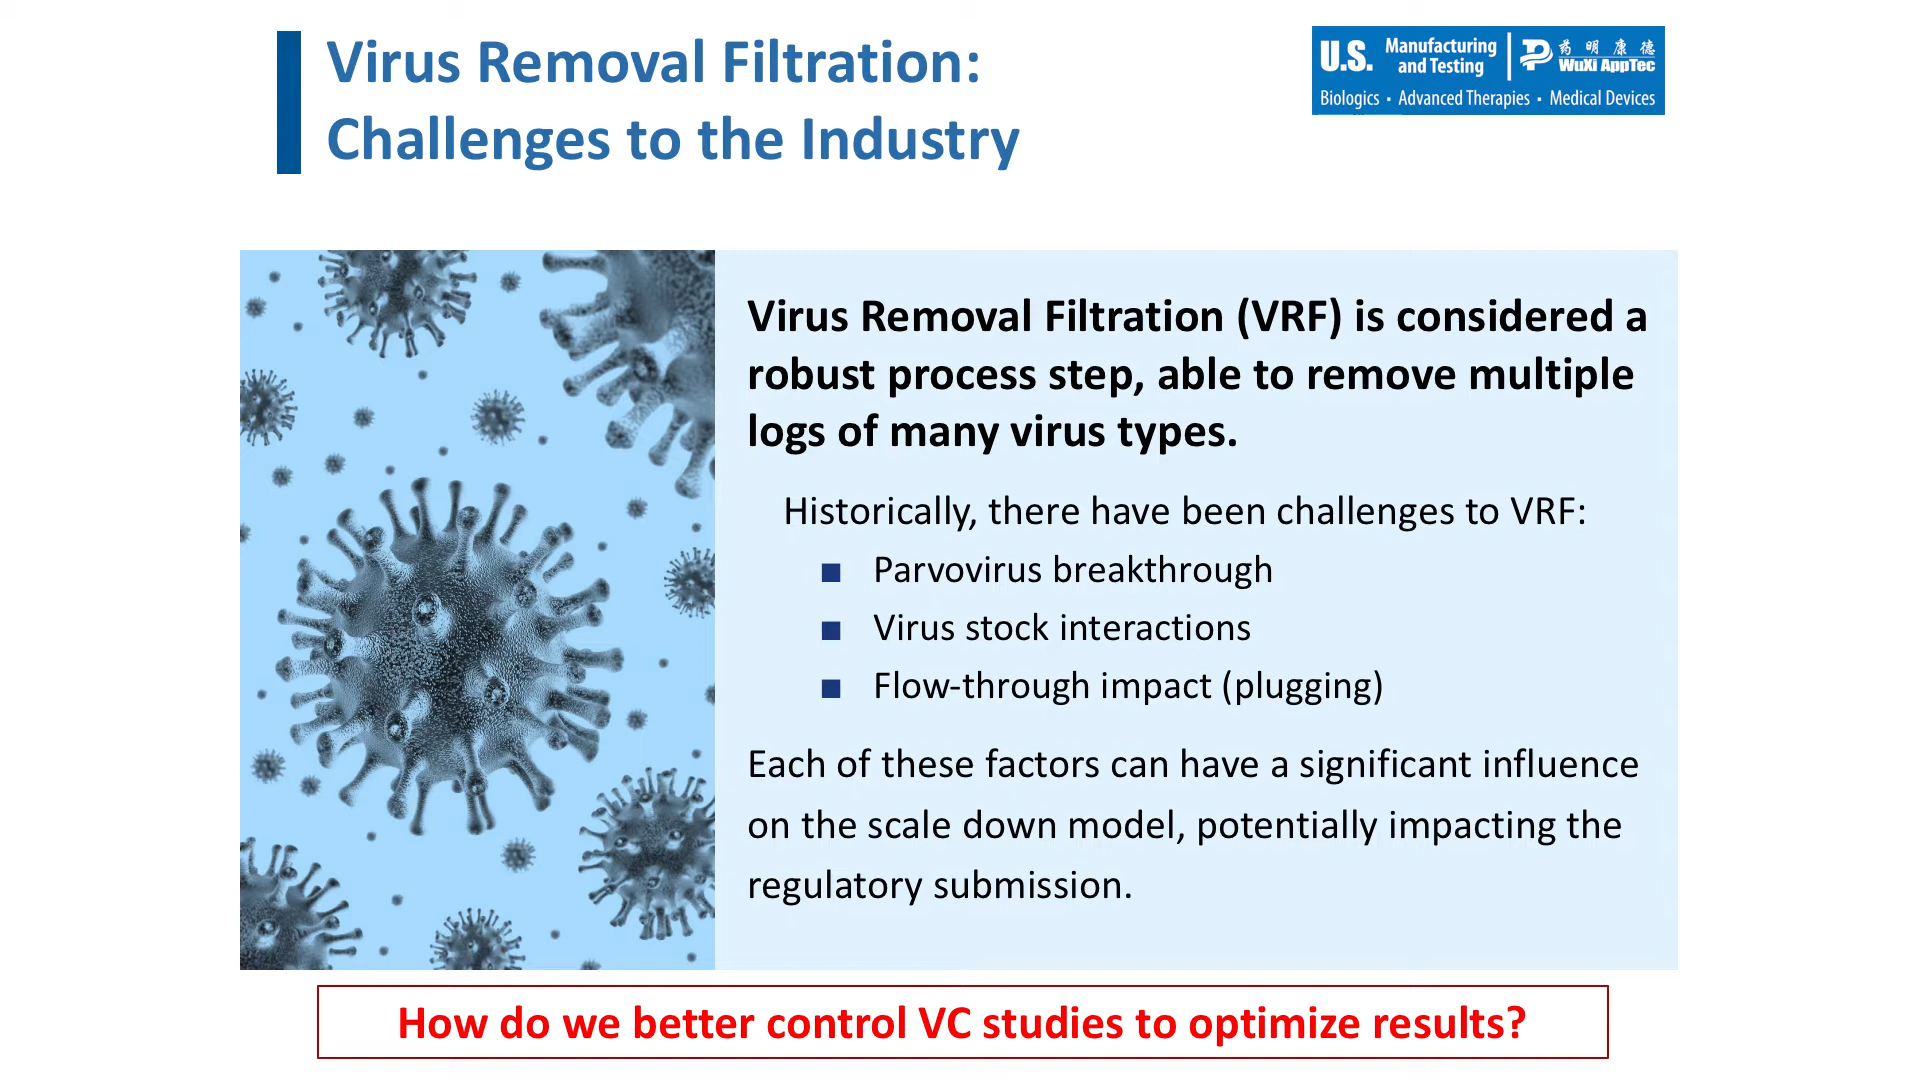 Virus Removal Filtration:
Challenges to the Industry
U.S. Manufacturing and Testing
药明康德
WuXi AppTec
Biologics ▪ Advanced Therapies ▪ Medical Devices
Virus Removal Filtration (VRF) is considered a
robust process step, able to remove multiple
logs of many virus types.
Historically, there have been challenges to VRF:
▪ Parvovirus breakthrough
▪ Virus stock interactions
▪ Flow-through impact (plugging)
Each of these factors can have a significant influence
on the scale down model, potentially impacting the
regulatory submission.
How do we better control VC studies to optimize results?